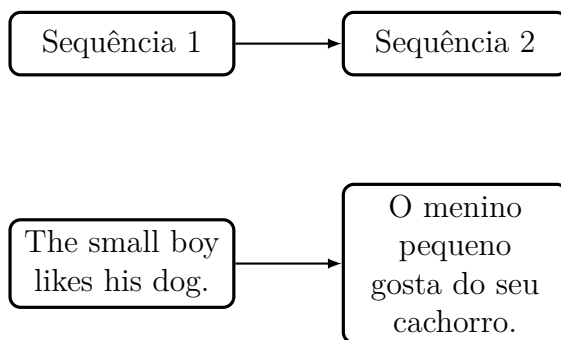 Sequência 1
Sequência 2
The small boy
likes his dog.
O menino
pequeno
gosta do seu
cachorro.